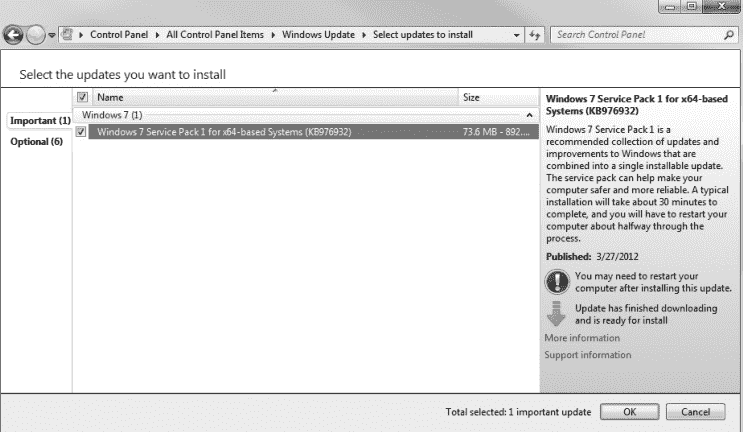 Control Panel ▸ All Control Panel Items ▸ Windows Update ▸ Select updates to install
Search Control Panel
Select the updates you want to install
Name Size
Important (1)
Optional (6)
Windows 7 (1)
Windows 7 Service Pack 1 for x64-based Systems (KB976932) 73.6 MB - 892....
Windows 7 Service Pack 1 for x64-based
Systems (KB976932)
Windows 7 Service Pack 1 is a
recommended collection of updates and
improvements to Windows that are
combined into a single installable update.
The service pack can help make your
computer safer and more reliable. A typical
installation will take about 30 minutes to
complete, and you will have to restart your
computer about halfway through the
process.
Published: 3/27/2012
You may need to restart your
computer after installing this update.
Update has finished downloading
and is ready for install
More information
Support information
Total selected: 1 important update OK Cancel